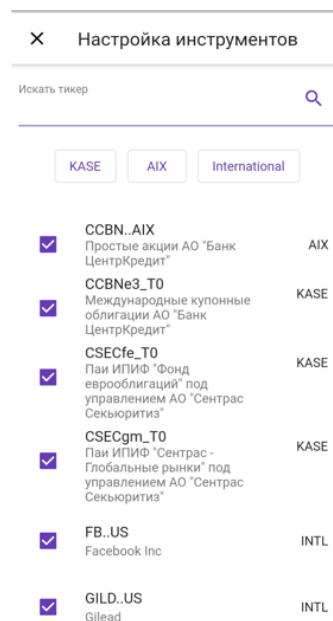 × Настройка инструментов
Искать тикер
KASE AIX International
CCBN..AIX
Простые акции АО "Банк
ЦентрКредит"
AIX
CCBNe3_T0
Международные купонные
облигации АО "Банк
ЦентрКредит"
KASE
CSECfe_T0
Паи ИПИФ "Фонд
еврооблигаций" под
управлением АО "Сентрас
Секьюритиз"
KASE
CSECgm_T0
Паи ИПИФ "Сентрас -
Глобальные рынки" под
управлением АО "Сентрас
Секьюритиз"
KASE
FB..US
Facebook Inc
INTL
GILD..US
Gilead
INTL